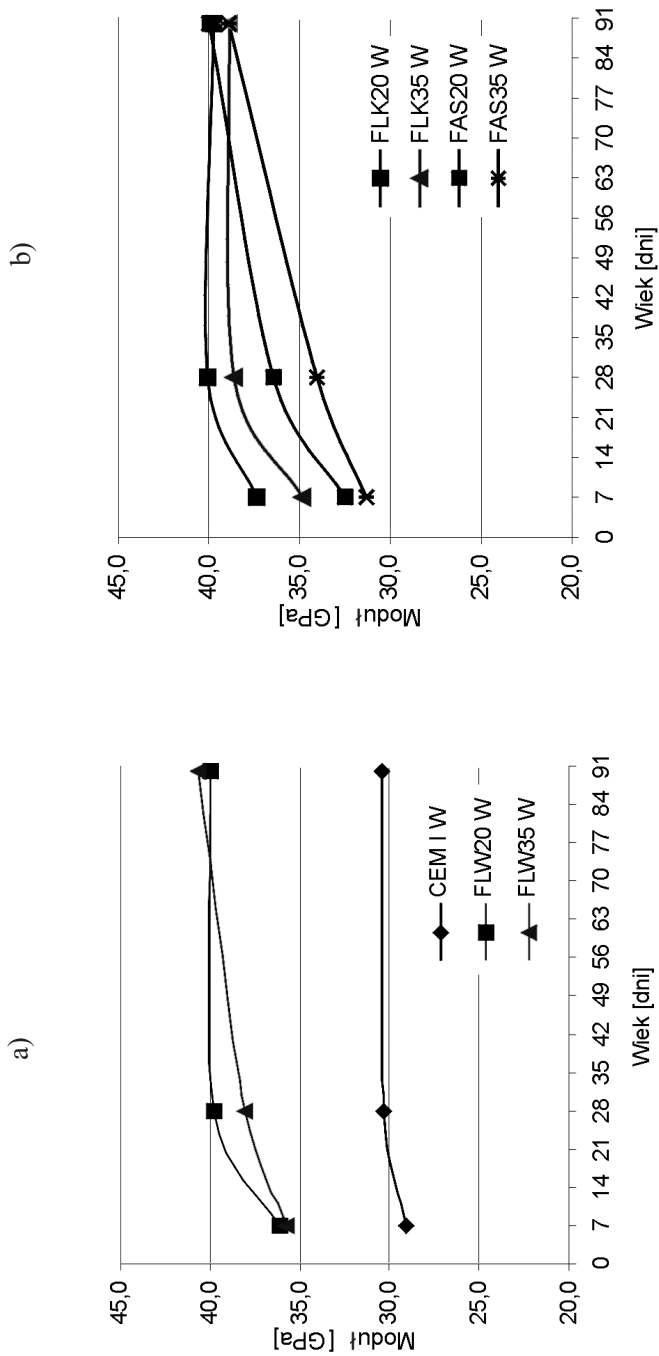 a)
45,0
40,0
35,0
30,0
25,0
20,0
Moduł [GPa]
0 7 14 21 28 35 42 49 56 63 70 77 84 91
Wiek [dni]
CEM I W
FLW20 W
FLW35 W
b)
45,0
40,0
35,0
30,0
25,0
20,0
Moduł [GPa]
0 7 14 21 28 35 42 49 56 63 70 77 84 91
Wiek [dni]
FLK20 W
FLK35 W
FAS20 W
FAS35 W